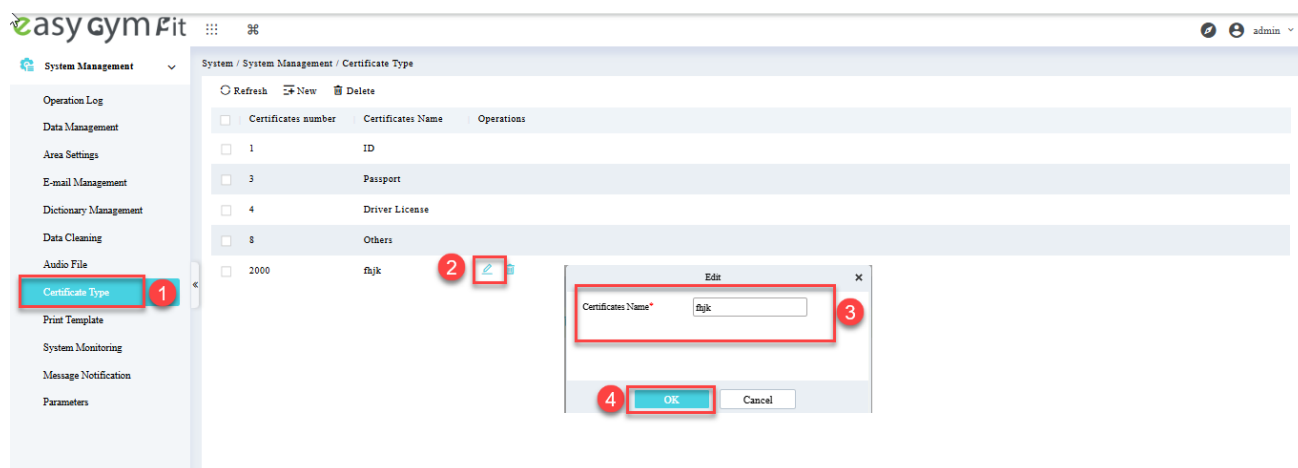 easy Gym Fit
admin
System Management
System / System Management / Certificate Type
Operation Log
Data Management
Area Settings
E-mail Management
Dictionary Management
Data Cleaning
Audio File
Certificate Type 1
Print Template
System Monitoring
Message Notification
Parameters
Refresh New Delete
Certificates number Certificates Name Operations
1 ID
3 Passport
4 Driver License
8 Others
2000 fhjk 2
Edit
Certificates Name* fhjk 3
4 OK Cancel